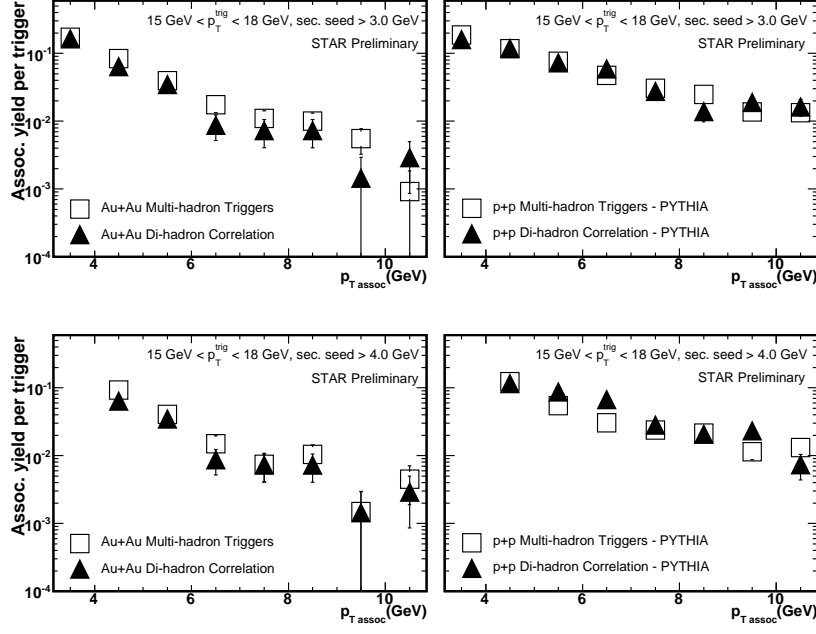 15 GeV < p_T^trig < 18 GeV, sec. seed > 3.0 GeV
STAR Preliminary
Assoc. yield per trigger
10^-1
10^-2
10^-3
10^-4
Au+Au Multi-hadron Triggers
Au+Au Di-hadron Correlation
4 6 8 10
p_T assoc (GeV)
15 GeV < p_T^trig < 18 GeV, sec. seed > 3.0 GeV
STAR Preliminary
p+p Multi-hadron Triggers - PYTHIA
p+p Di-hadron Correlation - PYTHIA
4 6 8 10
p_T assoc (GeV)
15 GeV < p_T^trig < 18 GeV, sec. seed > 4.0 GeV
STAR Preliminary
Assoc. yield per trigger
10^-1
10^-2
10^-3
10^-4
Au+Au Multi-hadron Triggers
Au+Au Di-hadron Correlation
4 6 8 10
p_T assoc (GeV)
15 GeV < p_T^trig < 18 GeV, sec. seed > 4.0 GeV
STAR Preliminary
p+p Multi-hadron Triggers - PYTHIA
p+p Di-hadron Correlation - PYTHIA
4 6 8 10
p_T assoc (GeV)